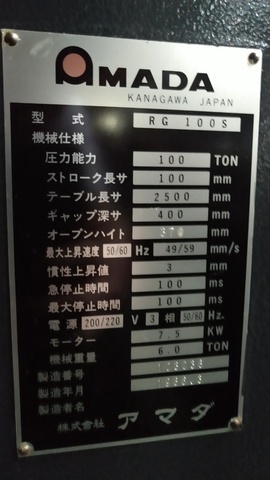 AMADA
KANAGAWA JAPAN
型式 RG 100S
機械仕様
圧力能力 100 TON
ストローク長サ 100 mm
テーブル長サ 2500 mm
ギャップ深サ 400 mm
オープンハイト mm
最大上昇速度 50/60 Hz 49/59 mm/s
慣性上昇値 3 mm
急停止時間 100 ms
最大停止時間 100 ms
電源 200/220 V 3 相 50/60 Hz.
モーター 7.5 KW
機械重量 6.0 TON
製造番号
製造年月
製造者名
株式会社 アマダ